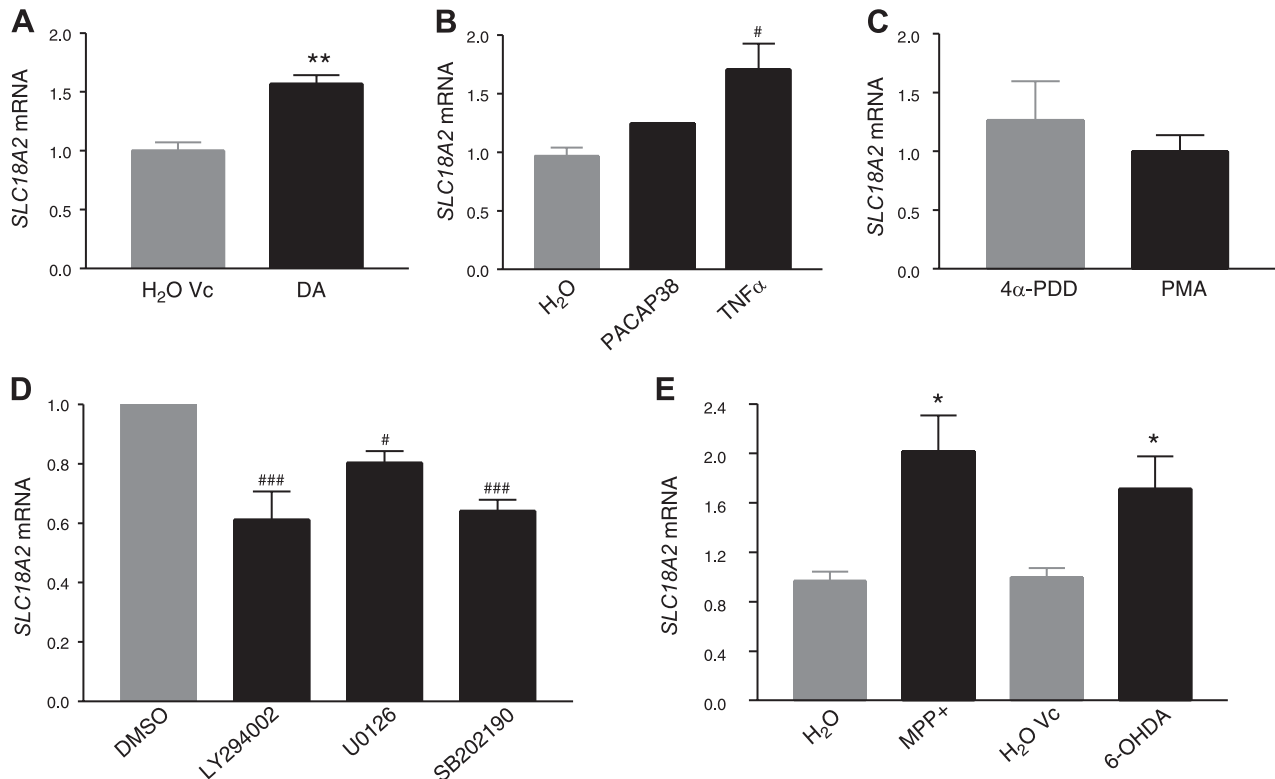 A
SLC18A2 mRNA
2.0
1.5
1.0
0.5
0.0
**
H₂O Vc
DA
B
SLC18A2 mRNA
2.0
1.5
1.0
0.5
0.0
#
H₂O
PACAP38
TNFα
C
SLC18A2 mRNA
2.0
1.5
1.0
0.5
0.0
4α-PDD
PMA
D
SLC18A2 mRNA
1.0
0.8
0.6
0.4
0.2
0.0
###
#
###
DMSO
LY294002
U0126
SB202190
E
SLC18A2 mRNA
2.4
2.0
1.6
1.2
0.8
0.4
0.0
*
*
H₂O
MPP+
H₂O Vc
6-OHDA